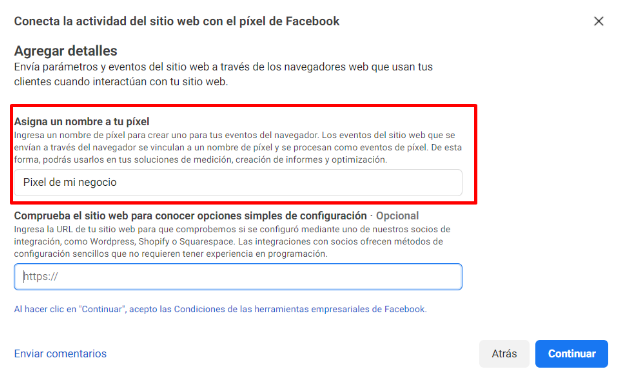 Conecta la actividad del sitio web con el píxel de Facebook
Agregar detalles
Envía parámetros y eventos del sitio web a través de los navegadores web que usan tus
clientes cuando interactúan con tu sitio web.
Asigna un nombre a tu píxel
Ingresa un nombre de píxel para crear uno para tus eventos del navegador. Los eventos del sitio web que se
envían a través del navegador se vinculan a un nombre de píxel y se procesan como eventos de píxel. De esta
forma, podrás usarlos en tus soluciones de medición, creación de informes y optimización.
Pixel de mi negocio
Comprueba el sitio web para conocer opciones simples de configuración · Opcional
Ingresa la URL de tu sitio web para que comprobemos si se configuró mediante uno de nuestros socios de
integración, como Wordpress, Shopify o Squarespace. Las integraciones con socios ofrecen métodos de
configuración sencillos que no requieren tener experiencia en programación.
https://
Al hacer clic en "Continuar", acepto las Condiciones de las herramientas empresariales de Facebook.
Enviar comentarios
Atrás
Continuar